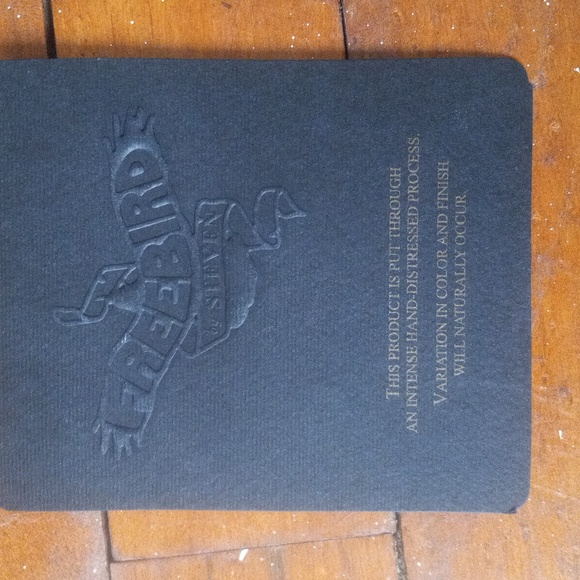 FREEBIRD
by STEVEN
THIS PRODUCT IS PUT THROUGH
AN INTENSE HAND-DISTRESSED PROCESS.
VARIATION IN COLOR AND FINISH
WILL NATURALLY OCCUR.